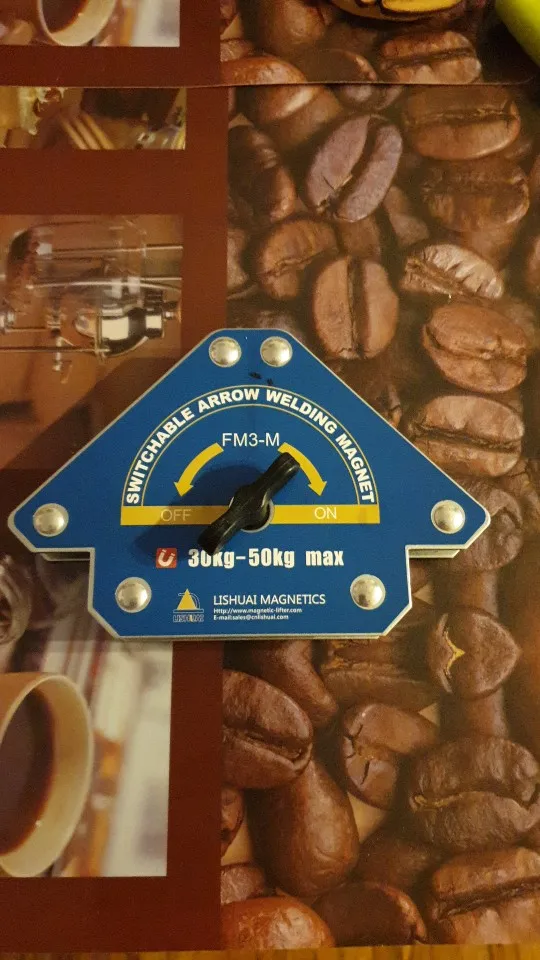 SWITCHABLE ARROW WELDING MAGNET
FM3-M
OFF ON
30kg-50kg max
LISHUAI MAGNETICS
Http://www.magnetic-lifter.com
E-mail:sales@cnlishuai.com
LISHUAI